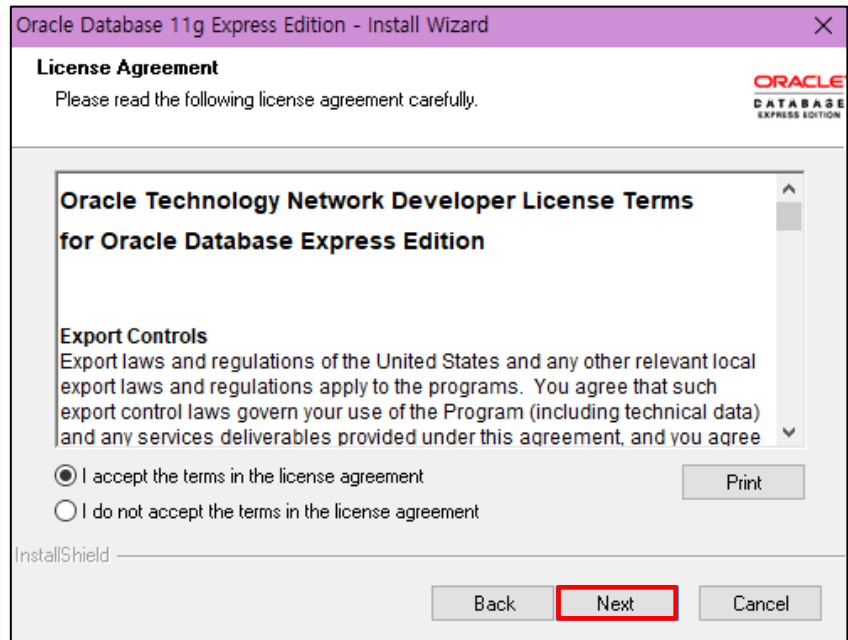 Oracle Database 11g Express Edition - Install Wizard
License Agreement
Please read the following license agreement carefully.
ORACLE
DATABASE
EXPRESS EDITION
Oracle Technology Network Developer License Terms
for Oracle Database Express Edition
Export Controls
Export laws and regulations of the United States and any other relevant local
export laws and regulations apply to the programs.  You agree that such
export control laws govern your use of the Program (including technical data)
and any services deliverables provided under this agreement, and you agree
I accept the terms in the license agreement
Print
I do not accept the terms in the license agreement
InstallShield
Back
Next
Cancel